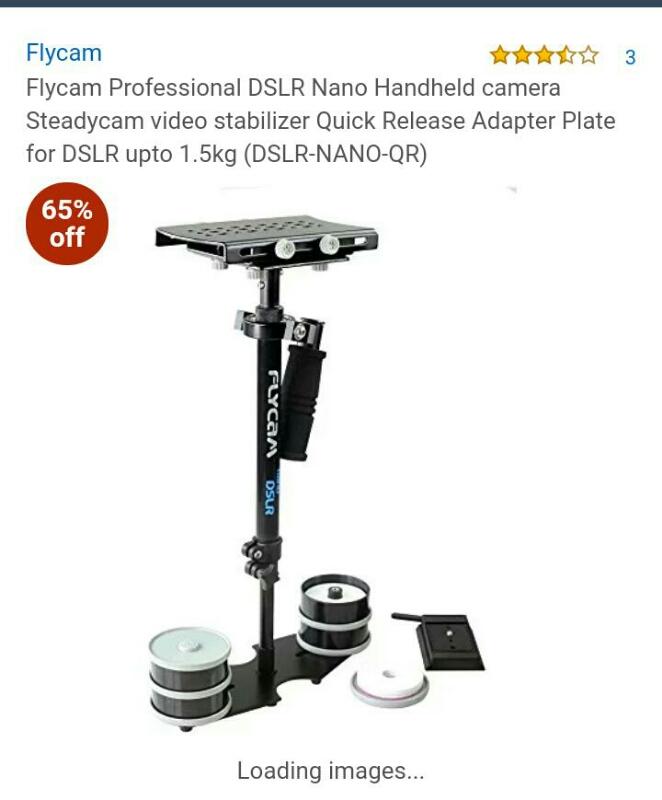 Flycam
3
Flycam Professional DSLR Nano Handheld camera
Steadycam video stabilizer Quick Release Adapter Plate
for DSLR upto 1.5kg (DSLR-NANO-QR)
65%
off
FLYCAM
DSLR
Loading images...